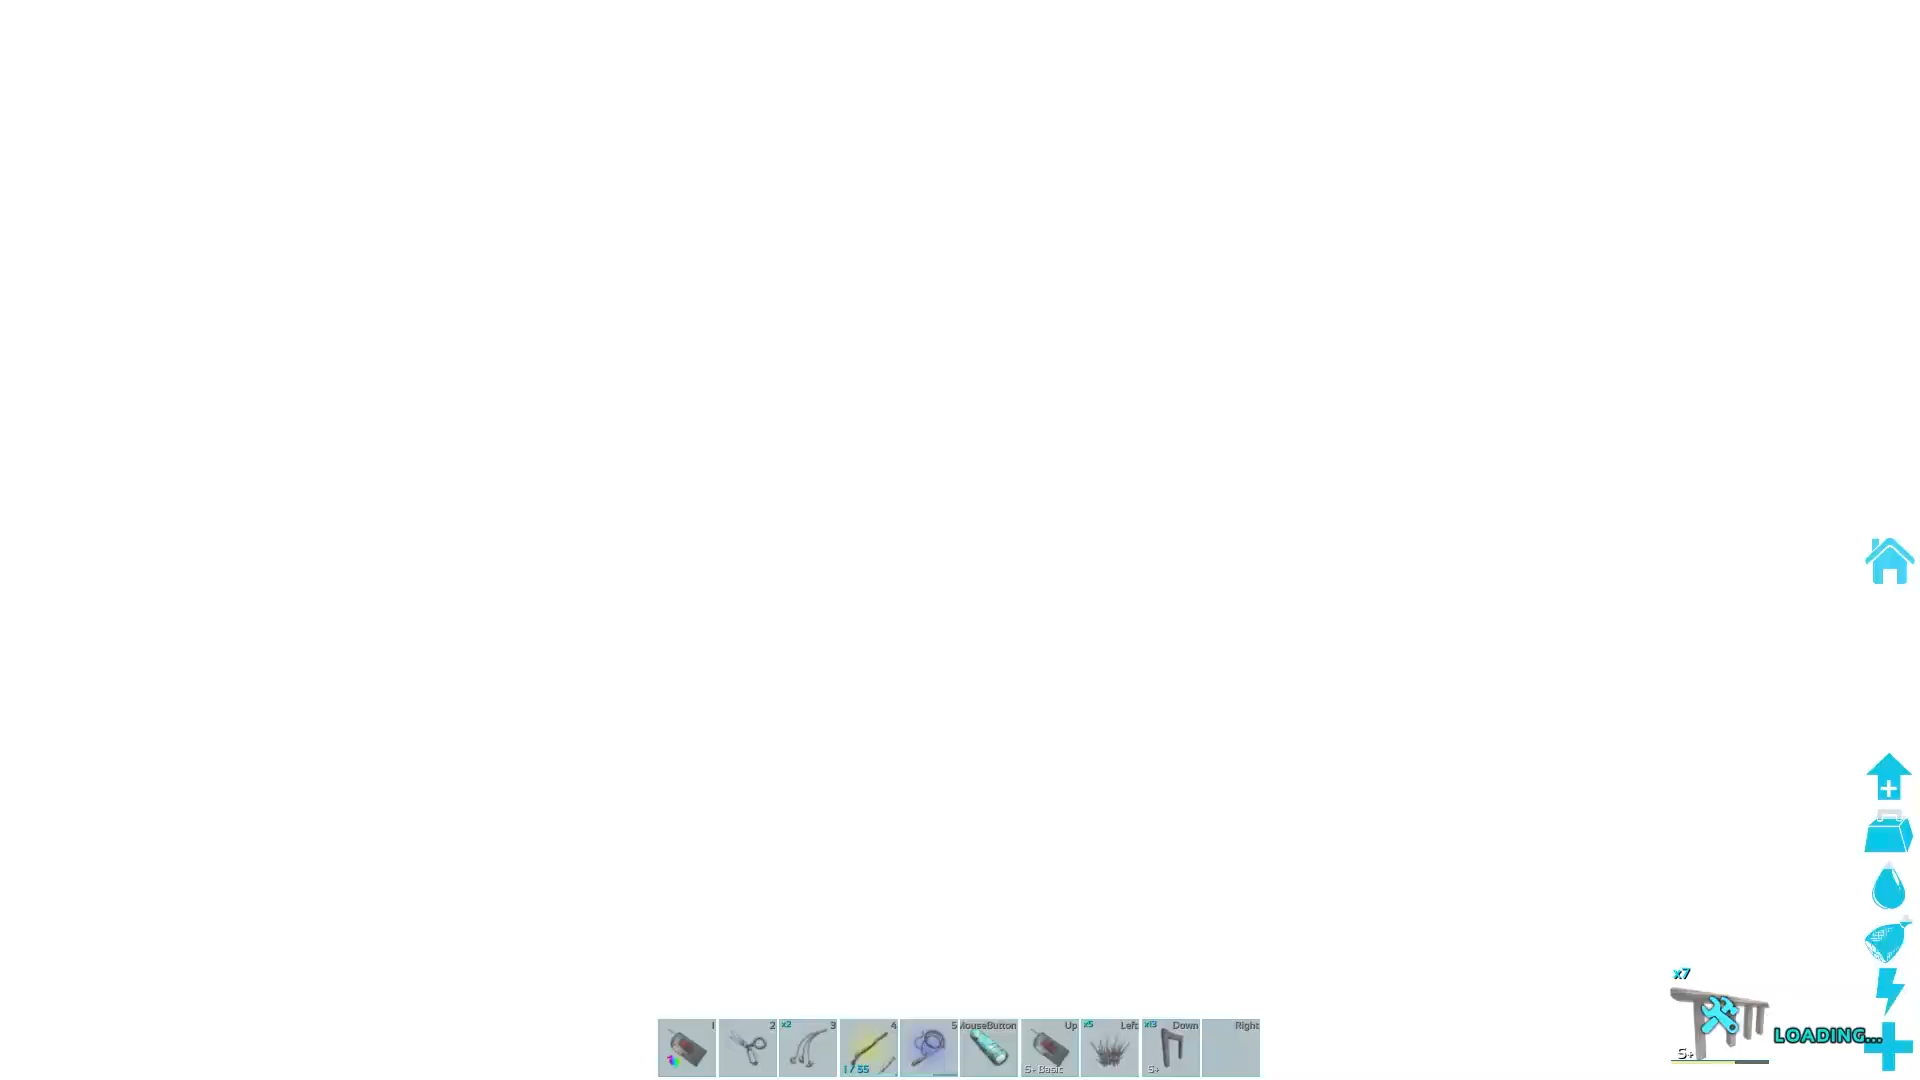 x7
S+
LOADING...
1
2
x2 3
4
1 / 55
5
MouseButton
Up
S+ Basic
x5 Left
x13 Down
S+
Right